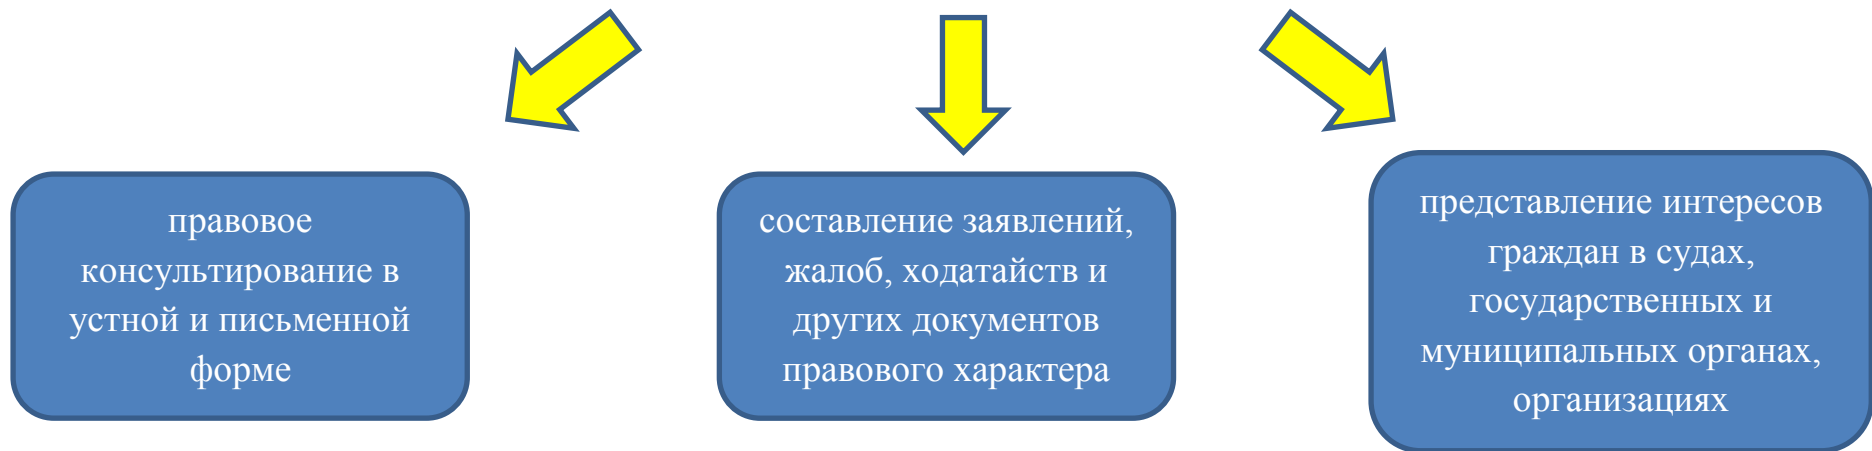 правовое
консультирование в
устной и письменной
форме
составление заявлений,
жалоб, ходатайств и
других документов
правового характера
представление интересов
граждан в судах,
государственных и
муниципальных органах,
организациях